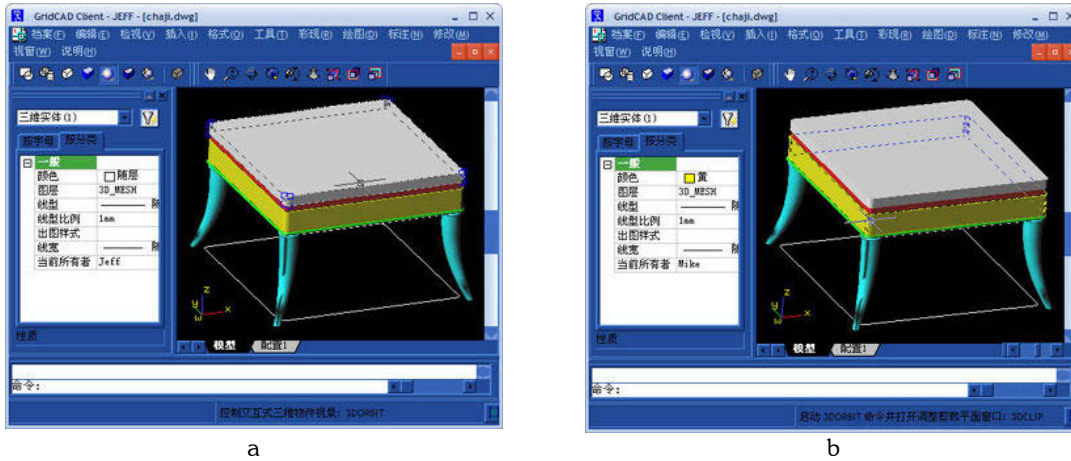 GridCAD Client - JEFF - [chaji.dwg]
档案(F) 编辑(E) 检视(V) 插入(I) 格式(O) 工具(T) 彩现(R) 绘图(D) 标注(N) 修改(M)
视窗(W) 说明(H)
三维实体(1)
按字母 按分类
一般
颜色 随层
图层 3D_MESH
线型 随
线型比例 1mm
出图样式
线宽 随
当前所有者 Jeff
性质
Z
X
W
模型 配置1
命令:
控制交互式三维物件视景: 3DORBIT
a
GridCAD Client - JEFF - [chaji.dwg]
档案(F) 编辑(E) 检视(V) 插入(I) 格式(O) 工具(T) 彩现(R) 绘图(D) 标注(N) 修改(M)
视窗(W) 说明(H)
三维实体(1)
按字母 按分类
一般
颜色 黄
图层 3D_MESH
线型 随
线型比例 1mm
出图样式
线宽 随
当前所有者 Mike
性质
Z
X
W
模型 配置1
命令:
启动 3DORBIT 命令并打开调整剪裁平面窗口: 3DCLIP
b